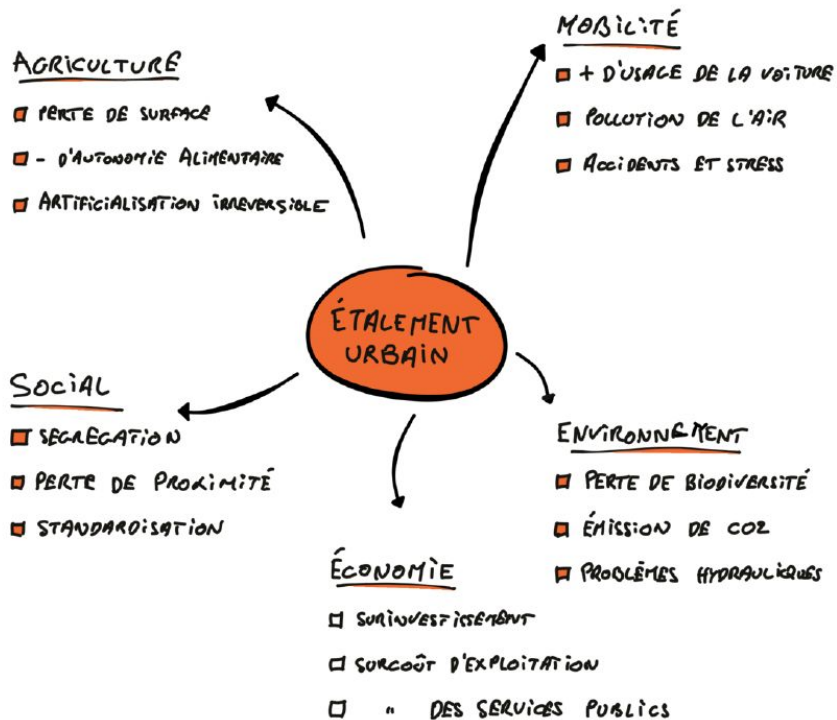 AGRICULTURE
PERTE DE SURFACE
- D'AUTONOMIE ALIMENTAIRE
ARTIFICIALISATION IRREVERSIBLE
MOBILITÉ
+ D'USAGE DE LA VOITURE
POLLUTION DE L'AIR
ACCIDENTS ET STRESS
ÉTALEMENT
URBAIN
SOCIAL
SEGREGATION
PERTE DE PROXIMITÉ
STANDARDISATION
ENVIRONNEMENT
PERTE DE BIODIVERSITÉ
ÉMISSION DE CO2
PROBLÈMES HYDRAULIQUES
ÉCONOMIE
SURINVESTISSEMENT
SURCOÛT D'EXPLOITATION
" DES SERVICES PUBLICS